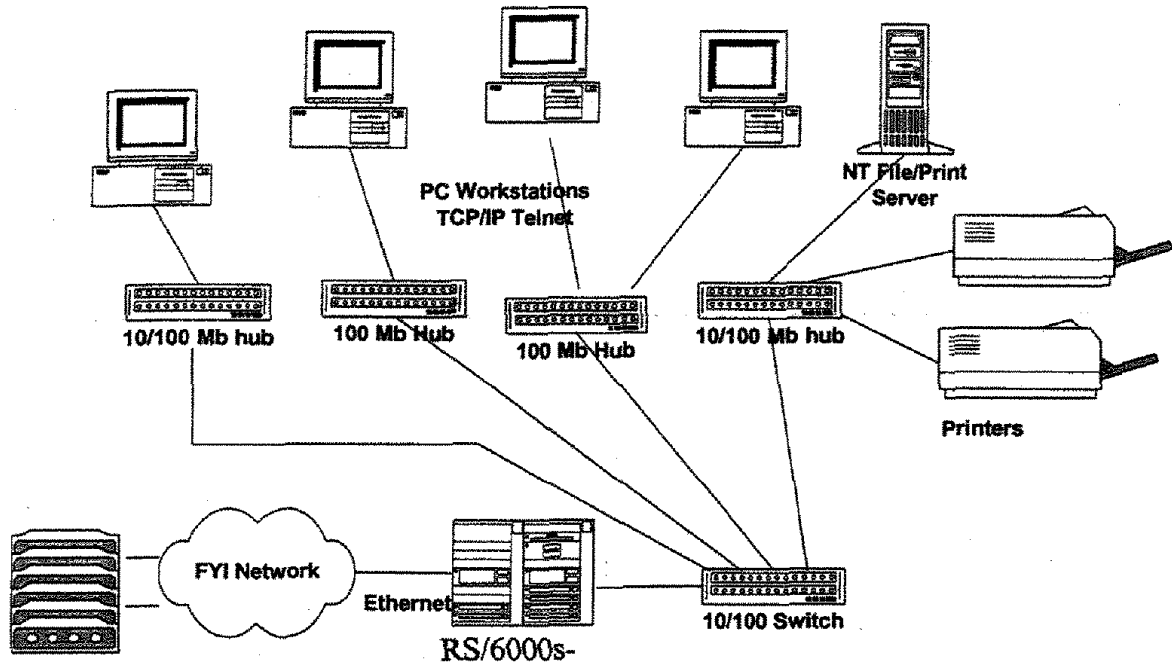 PC Workstations
TCP/IP Telnet
NT File/Print
Server
10/100 Mb hub
100 Mb Hub
100 Mb Hub
10/100 Mb hub
Printers
FYI Network
Ethernet
10/100 Switch
RS/6000s-